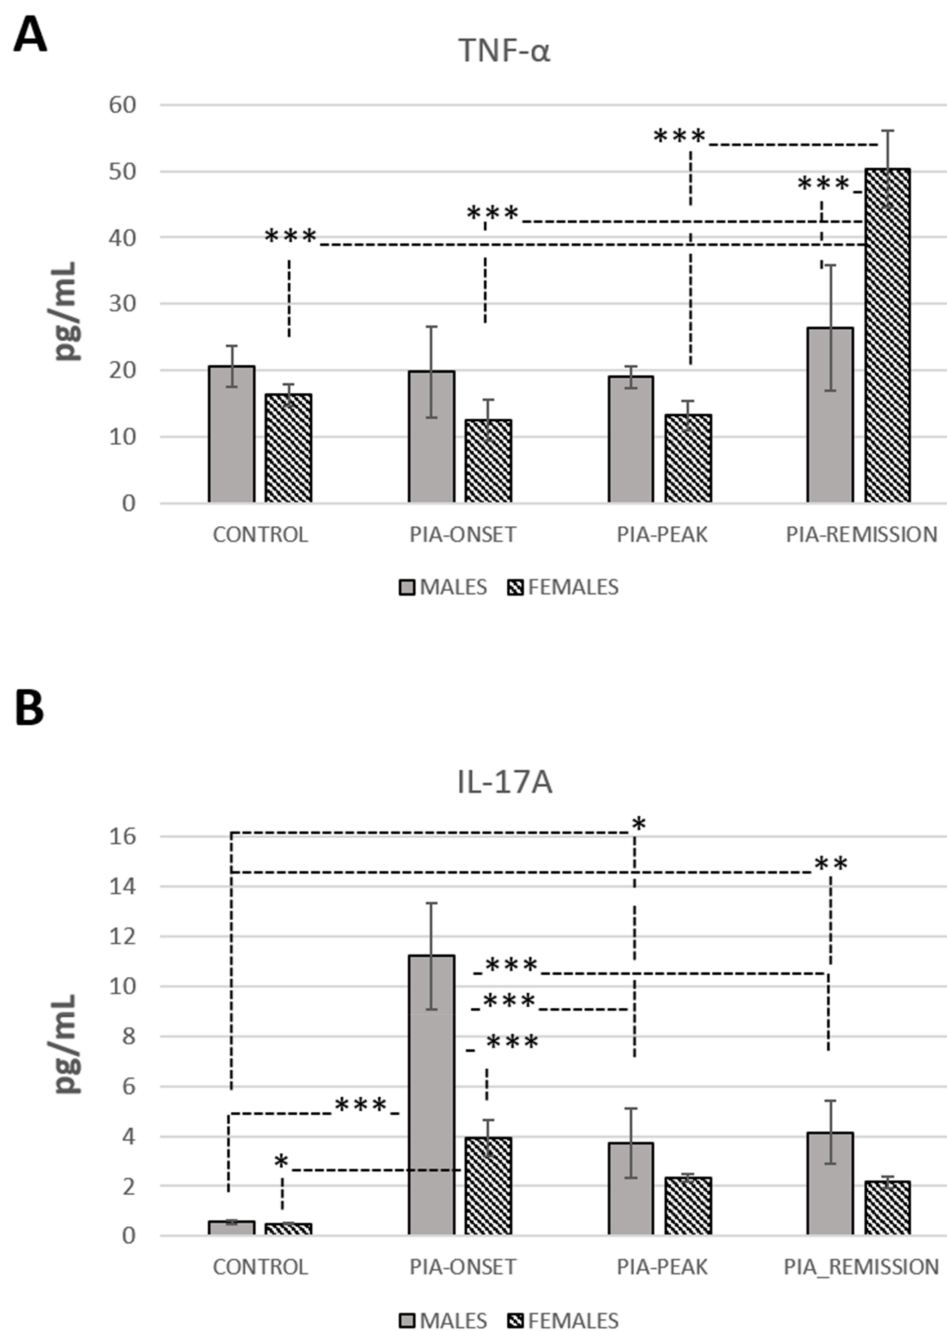 A
TNF-α
60
***
50
***
***
40
***
30
20
10
0
pg/mL
CONTROL PIA-ONSET PIA-PEAK PIA-REMISSION
MALES FEMALES
B
IL-17A
16
*
**
14
12
***
10
***
8
***
6
***
4
*
2
0
pg/mL
CONTROL PIA-ONSET PIA-PEAK PIA_REMISSION
MALES FEMALES